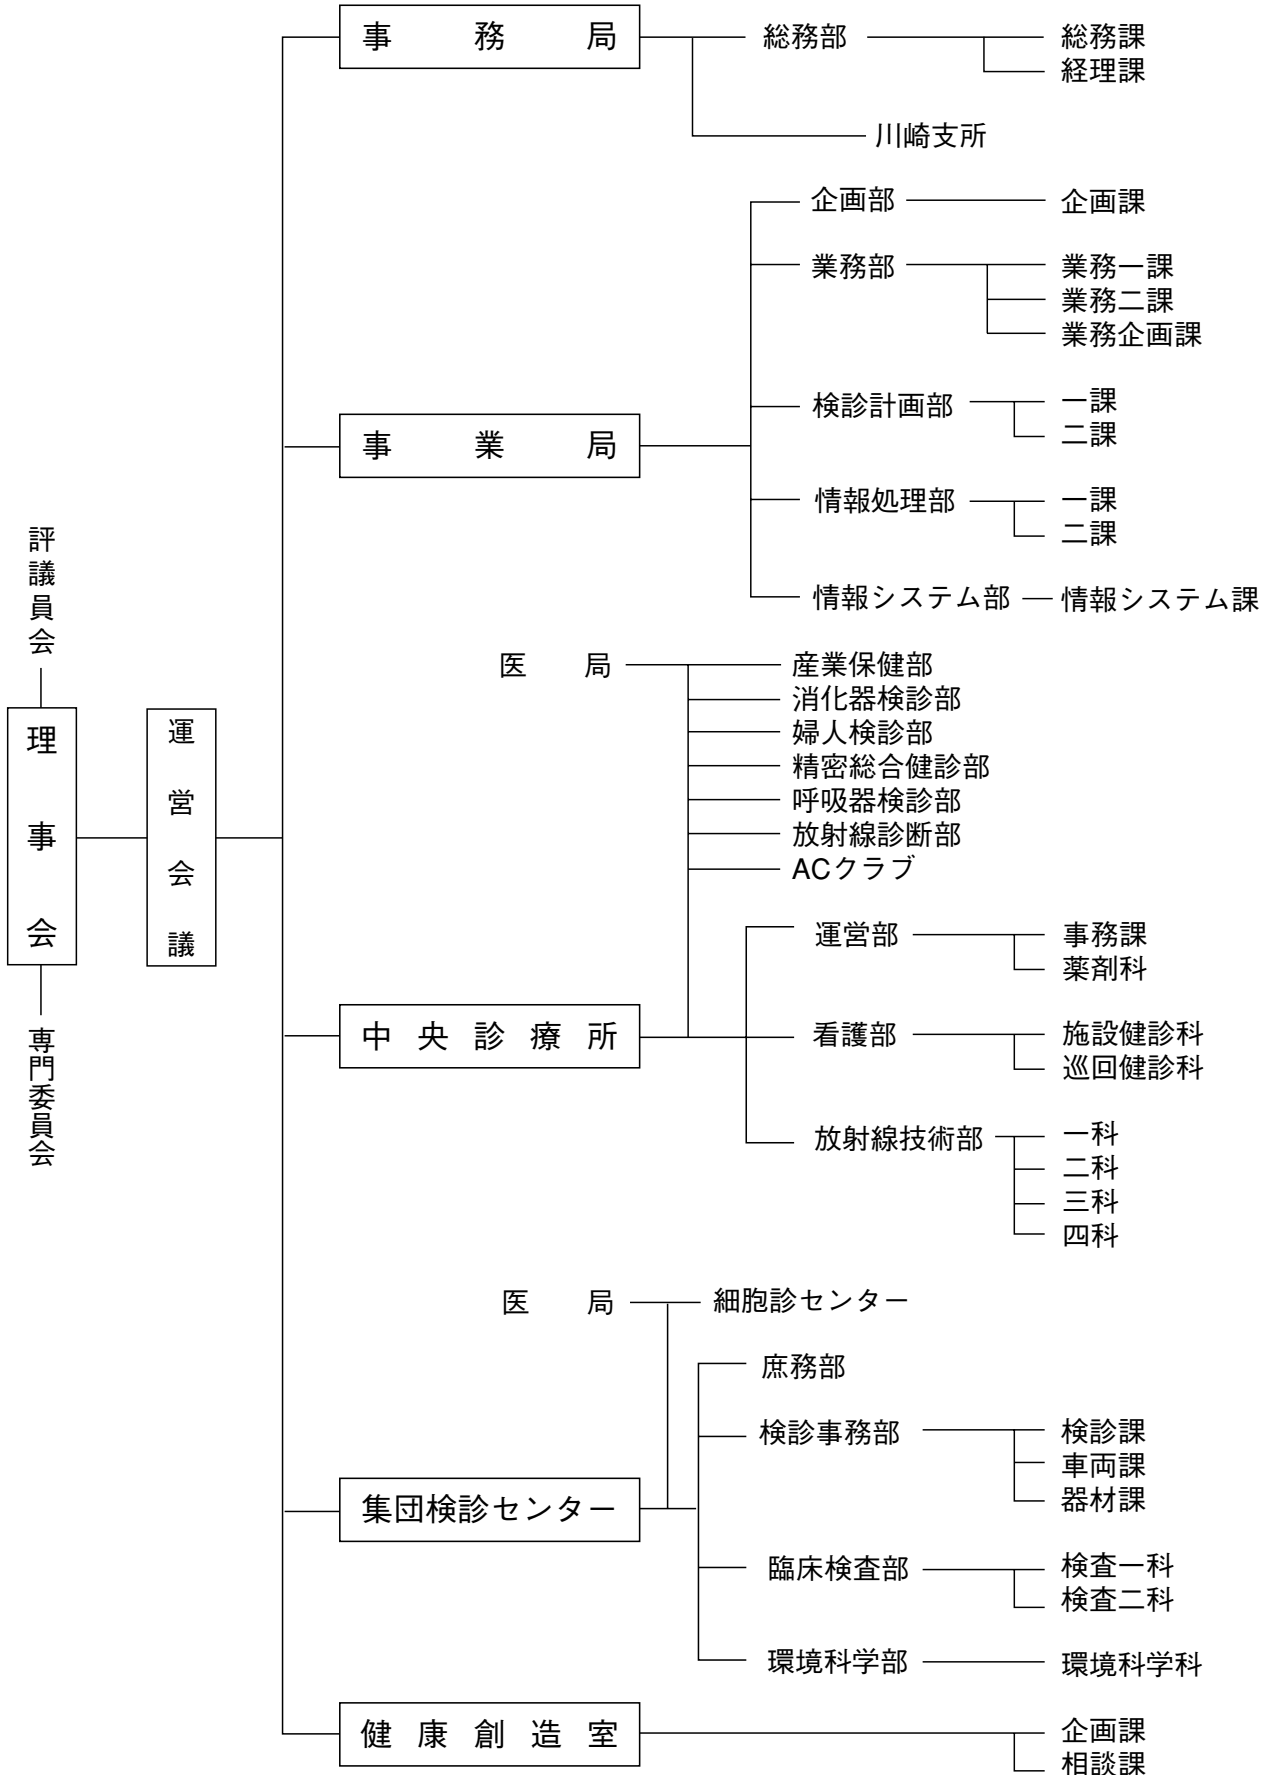 評議員会
理事会
専門委員会
運営会議
事務局
総務部
総務課
経理課
川崎支所
事業局
企画部
企画課
業務部
業務一課
業務二課
業務企画課
検診計画部
一課
二課
情報処理部
一課
二課
情報システム部
情報システム課
医局
産業保健部
消化器検診部
婦人検診部
精密総合健診部
呼吸器検診部
放射線診断部
ACクラブ
中央診療所
運営部
事務課
薬剤科
看護部
施設健診科
巡回健診科
放射線技術部
一科
二科
三科
四科
医局
細胞診センター
集団検診センター
庶務部
検診事務部
検診課
車両課
器材課
臨床検査部
検査一科
検査二科
環境科学部
環境科学科
健康創造室
企画課
相談課